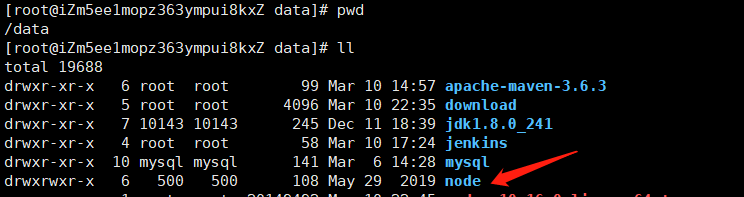 [root@iZm5ee1mopz363ympui8kxZ data]# pwd
/data
[root@iZm5ee1mopz363ympui8kxZ data]# ll
total 19688
drwxr-xr-x 6 root root 99 Mar 10 14:57 apache-maven-3.6.3
drwxr-xr-x 5 root root 4096 Mar 10 22:35 download
drwxr-xr-x 7 10143 10143 245 Dec 11 18:39 jdk1.8.0_241
drwxr-xr-x 4 root root 58 Mar 10 17:24 jenkins
drwxr-xr-x 10 mysql mysql 141 Mar 6 14:28 mysql
drwxrwxr-x 6 500 500 108 May 29 2019 node